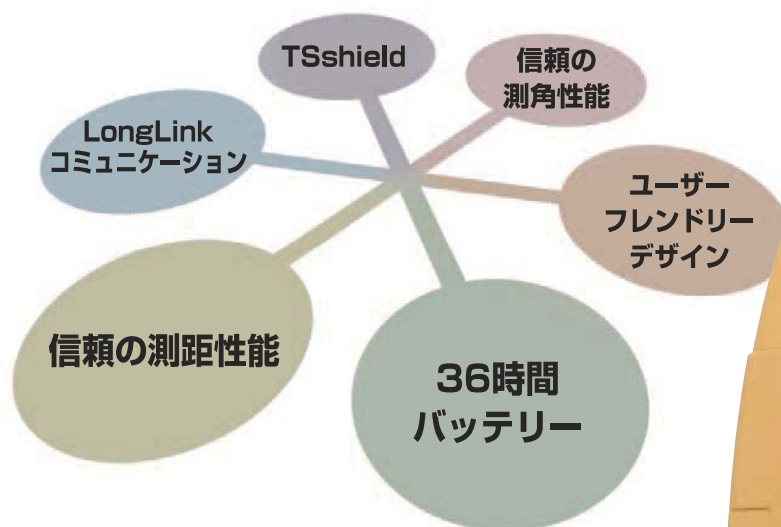 TSshield
信頼の
測角性能
LongLink
コミュニケーション
ユーザー
フレンドリー
デザイン
信頼の測距性能
36時間
バッテリー